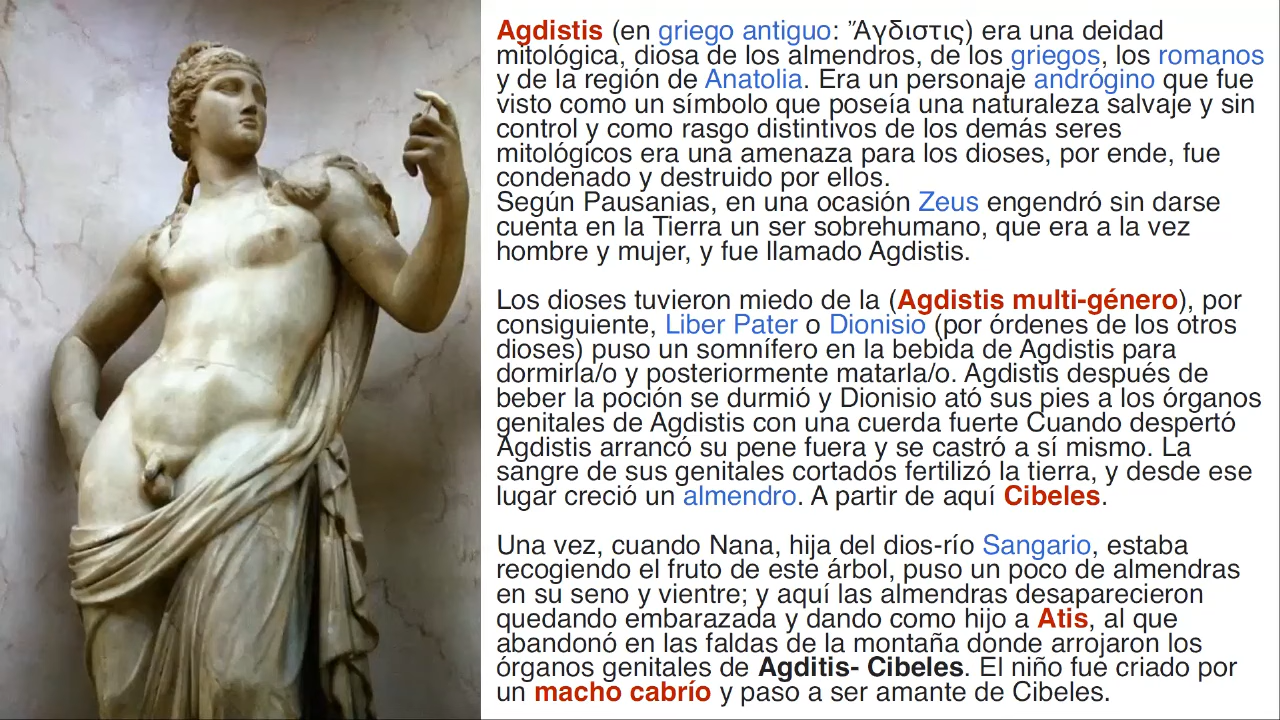 Agdistis (en griego antiguo: Ἄγδιστις) era una deidad
mitológica, diosa de los almendros, de los griegos, los romanos
y de la región de Anatolia. Era un personaje andrógino que fue
visto como un símbolo que poseía una naturaleza salvaje y sin
control y como rasgo distintivos de los demás seres
mitológicos era una amenaza para los dioses, por ende, fue
condenado y destruido por ellos.
Según Pausanias, en una ocasión Zeus engendró sin darse
cuenta en la Tierra un ser sobrehumano, que era a la vez
hombre y mujer, y fue llamado Agdistis.
Los dioses tuvieron miedo de la (Agdistis multi-género), por
consiguiente, Liber Pater o Dionisio (por órdenes de los otros
dioses) puso un somnífero en la bebida de Agdistis para
dormirla/o y posteriormente matarla/o. Agdistis después de
beber la poción se durmió y Dionisio ató sus pies a los órganos
genitales de Agdistis con una cuerda fuerte Cuando despertó
Agdistis arrancó su pene fuera y se castró a sí mismo. La
sangre de sus genitales cortados fertilizó la tierra, y desde ese
lugar creció un almendro. A partir de aquí Cibeles.
Una vez, cuando Nana, hija del dios-río Sangario, estaba
recogiendo el fruto de este árbol, puso un poco de almendras
en su seno y vientre; y aquí las almendras desaparecieron
quedando embarazada y dando como hijo a Atis, al que
abandonó en las faldas de la montaña donde arrojaron los
órganos genitales de Agditis- Cibeles. El niño fue criado por
un macho cabrío y paso a ser amante de Cibeles.